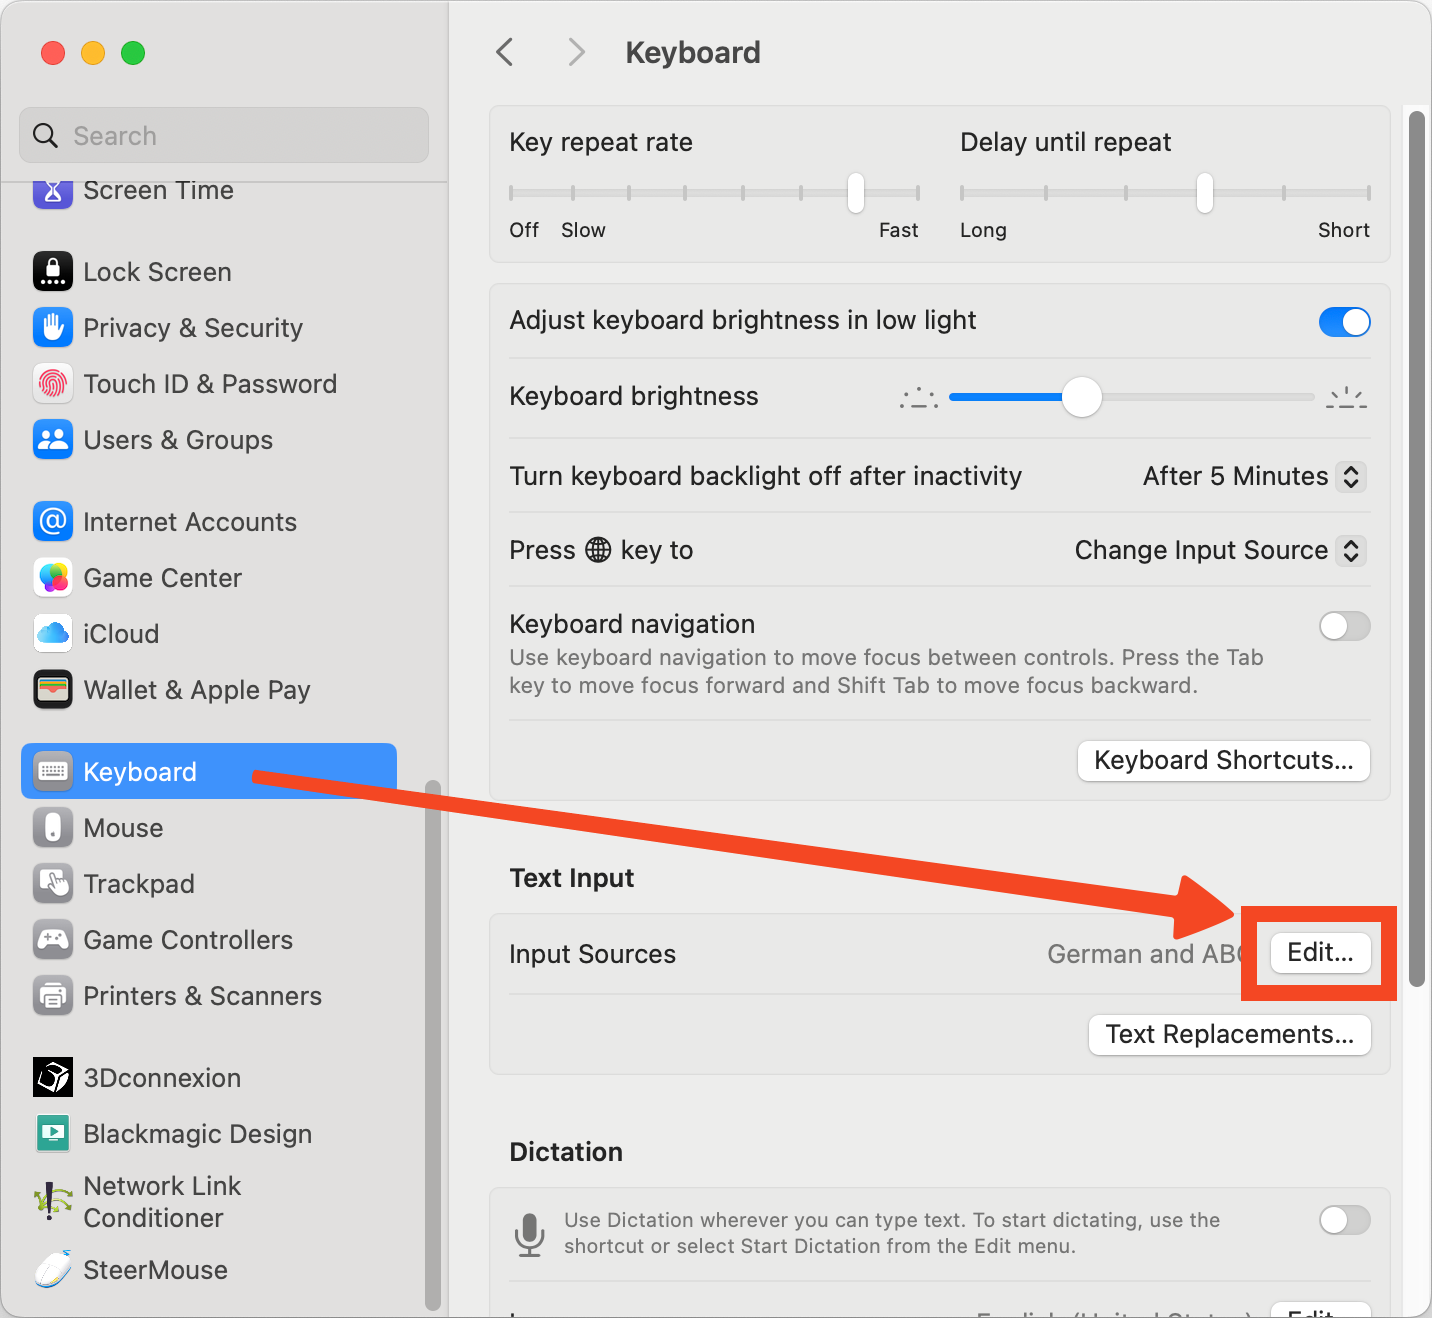 Keyboard
Search
Screen Time
Lock Screen
Privacy & Security
Touch ID & Password
Users & Groups
Internet Accounts
Game Center
iCloud
Wallet & Apple Pay
Keyboard
Mouse
Trackpad
Game Controllers
Printers & Scanners
3Dconnexion
Blackmagic Design
Network Link
Conditioner
SteerMouse
Key repeat rate
Off Slow Fast
Delay until repeat
Long Short
Adjust keyboard brightness in low light
Keyboard brightness
Turn keyboard backlight off after inactivity After 5 Minutes
Press key to Change Input Source
Keyboard navigation
Use keyboard navigation to move focus between controls. Press the Tab
key to move focus forward and Shift Tab to move focus backward.
Keyboard Shortcuts...
Text Input
Input Sources German and ABC Edit...
Text Replacements...
Dictation
Use Dictation wherever you can type text. To start dictating, use the
shortcut or select Start Dictation from the Edit menu.
English (United States) Edit...